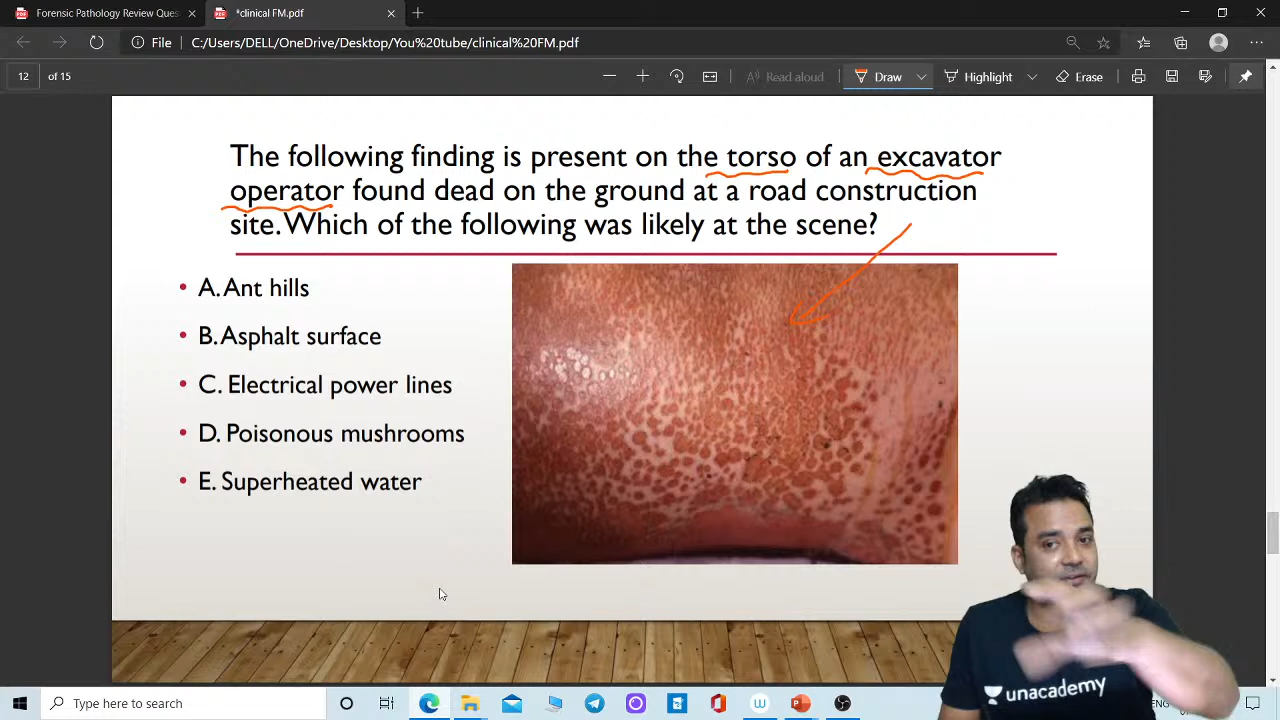 Forensic Pathology Review Ques
*clinical FM.pdf
File
C:/Users/DELL/OneDrive/Desktop/You%20tube/clinical%20FM.pdf
12 of 15
Read aloud
Draw
Highlight
Erase
The following finding is present on the torso of an excavator
operator found dead on the ground at a road construction
site. Which of the following was likely at the scene?
• A. Ant hills
• B. Asphalt surface
• C. Electrical power lines
• D. Poisonous mushrooms
• E. Superheated water
unacademy
Type here to search